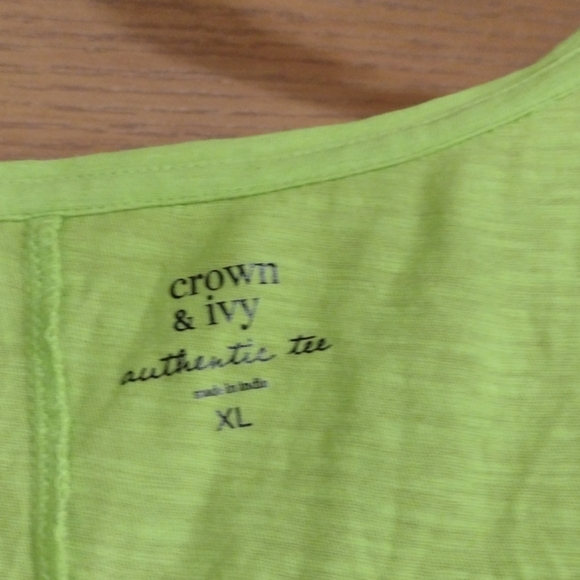 crown
& ivy
authentic tee
made in india
XL